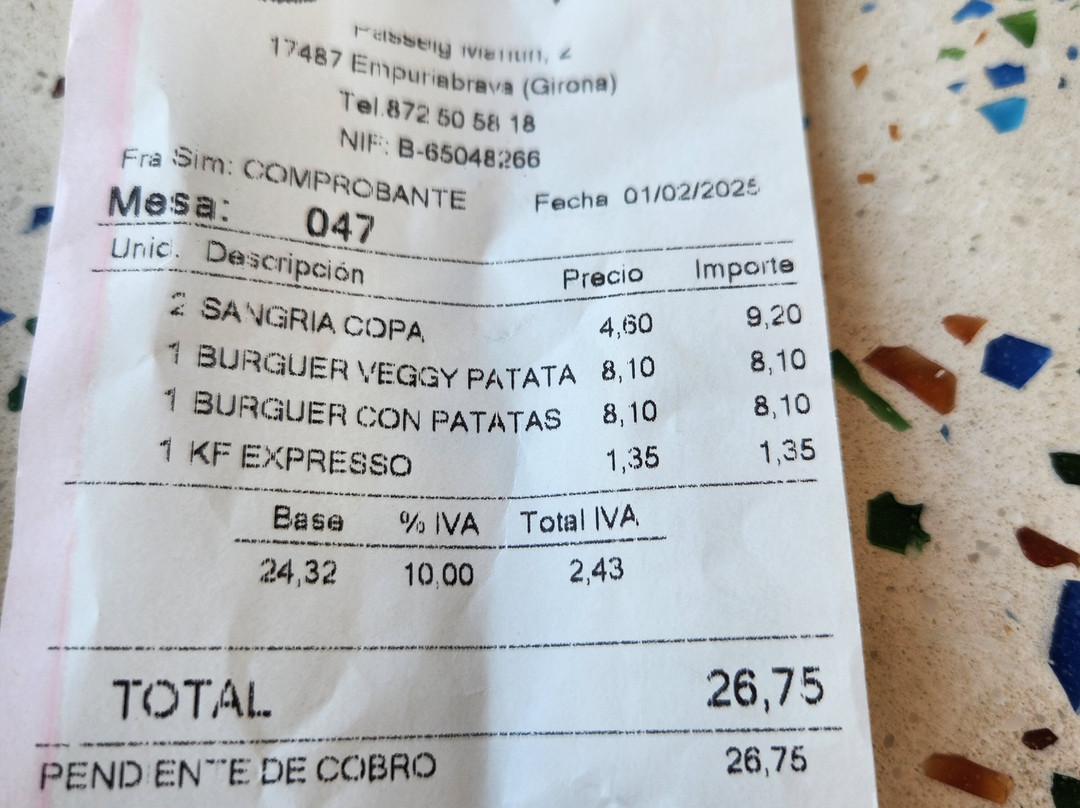 2
17487 Empuriabrava (Girona)
Tel.872 50 58 18
NIF: B-65048266
Fra Sim: COMPROBANTE Fecha 01/02/2025
Mesa: 047
Unid. Descripción Precio Importe
2 SANGRIA COPA 4,60 9,20
1 BURGUER VEGGY PATATA 8,10 8,10
1 BURGUER CON PATATAS 8,10 8,10
1 KF EXPRESSO 1,35 1,35
Base % IVA Total IVA
24,32 10,00 2,43
TOTAL 26,75
PENDIENTE DE COBRO 26,75